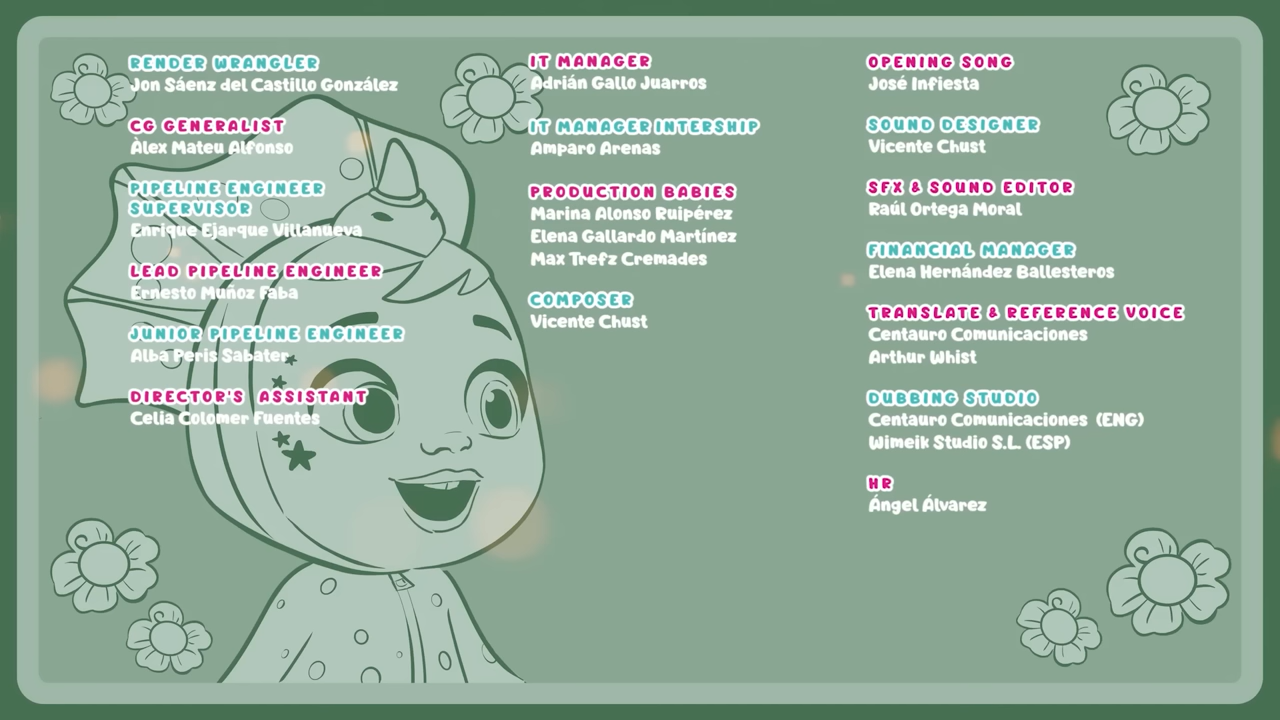 RENDER WRANGLER
Jon Sáenz del Castillo González
CG GENERALIST
Àlex Mateu Alfonso
PIPELINE ENGINEER
SUPERVISOR
Enrique Ejarque Villanueva
LEAD PIPELINE ENGINEER
Ernesto Muñoz Faba
JUNIOR PIPELINE ENGINEER
Alba Peris Sabater
DIRECTOR'S ASSISTANT
Celia Colomer Fuentes
IT MANAGER
Adrián Gallo Juarros
IT MANAGER INTERSHIP
Amparo Arenas
PRODUCTION BABIES
Marina Alonso Ruipérez
Elena Gallardo Martínez
Max Trefz Cremades
COMPOSER
Vicente Chust
OPENING SONG
José Infiesta
SOUND DESIGNER
Vicente Chust
SFX & SOUND EDITOR
Raúl Ortega Moral
FINANCIAL MANAGER
Elena Hernández Ballesteros
TRANSLATE & REFERENCE VOICE
Centauro Comunicaciones
Arthur Whist
DUBBING STUDIO
Centauro Comunicaciones (ENG)
Wimeik Studio S.L. (ESP)
HR
Ángel Álvarez